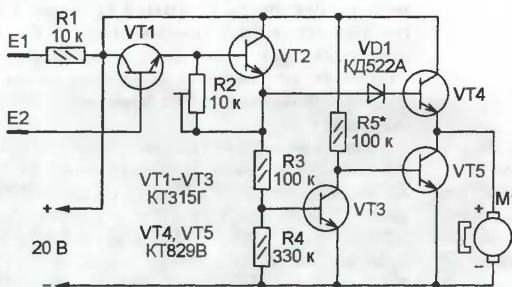 E1
R1
10 к
VT1
VT2
VD1
КД522А
VT4
R2
10 к
R5*
100 к
E2
R3
100 к
VT5
VT1–VT3
КТ315Г
VT3
+
20 В
–
VT4, VT5
КТ829В
R4
330 к
+
–